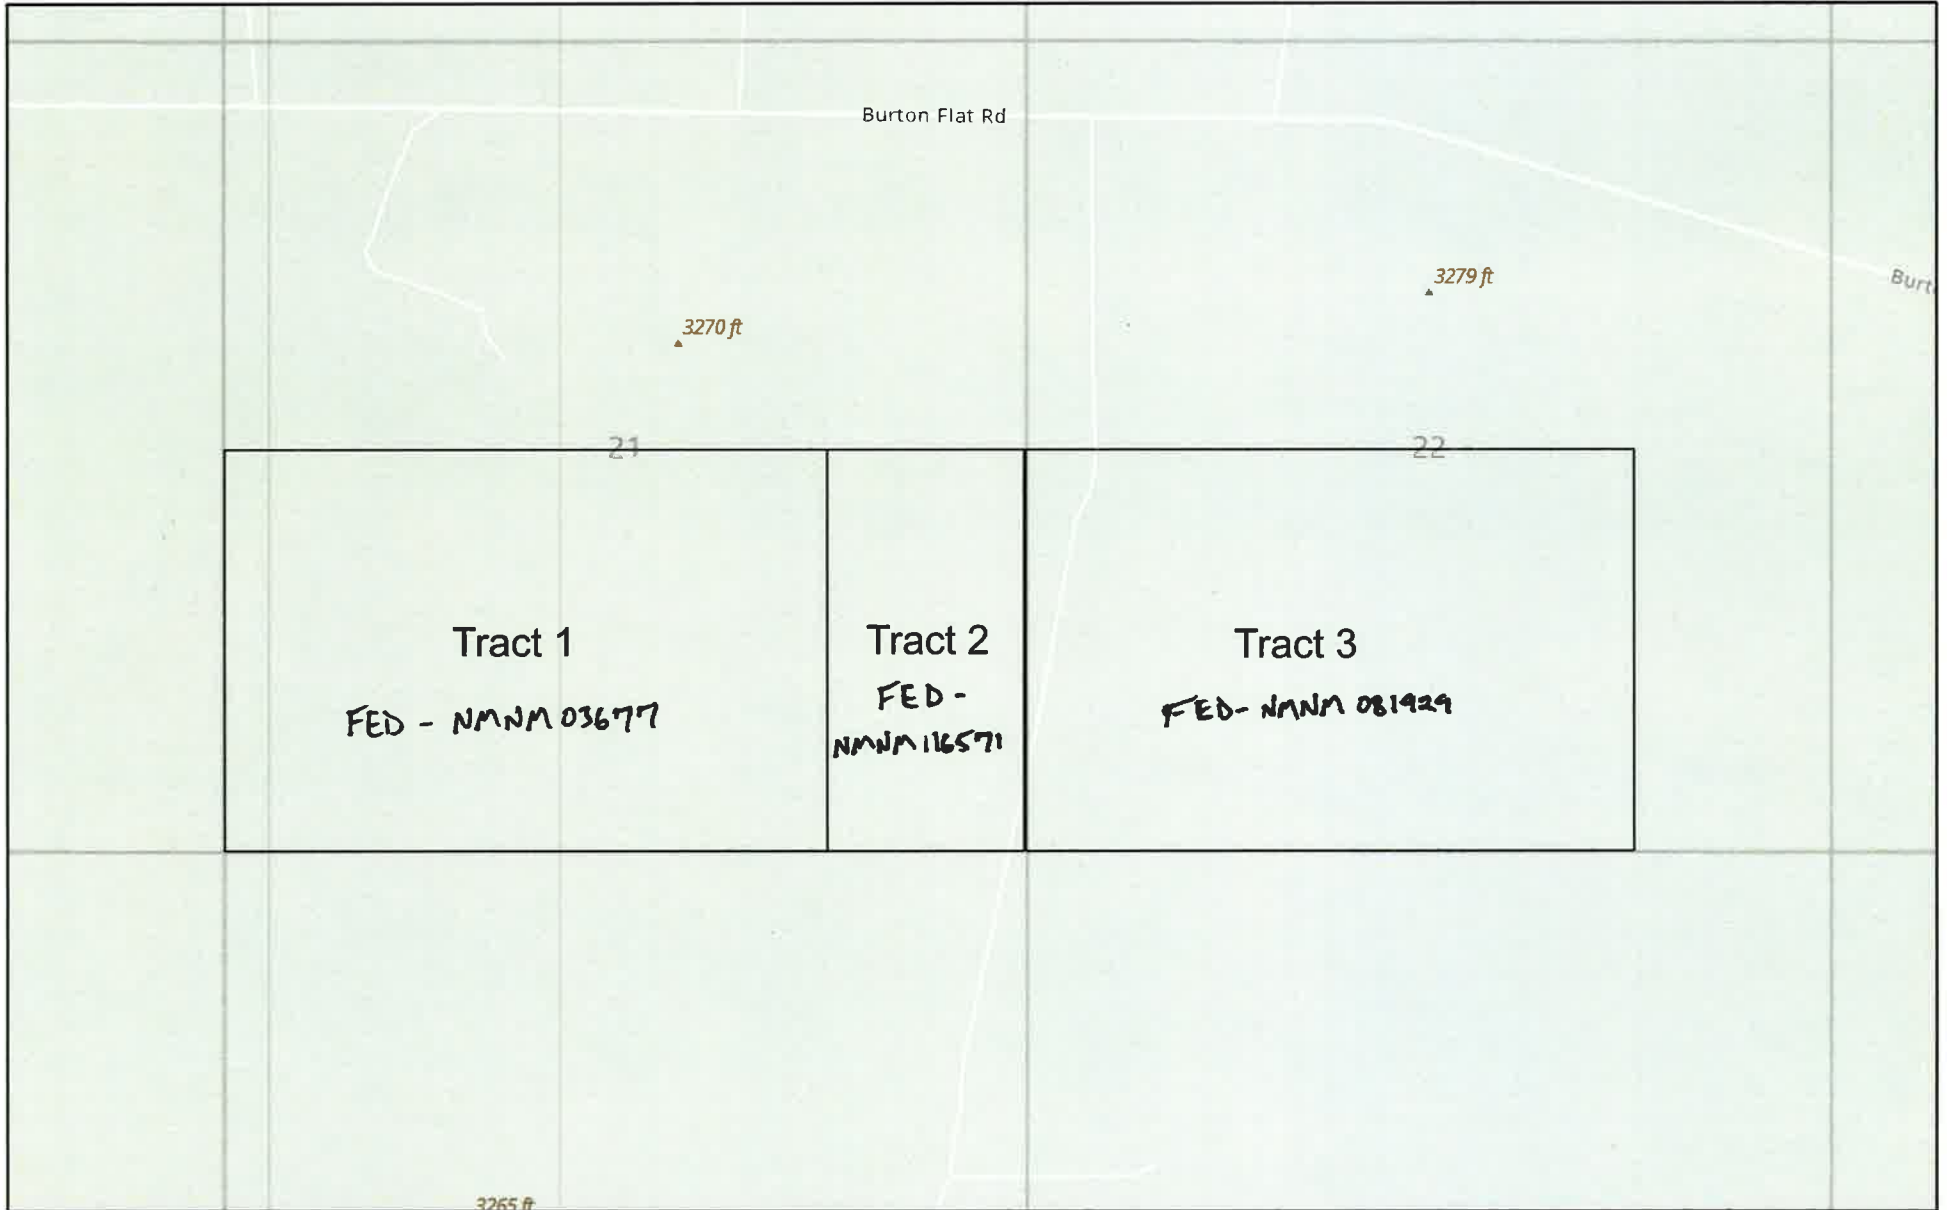 Burton Flat Rd
3279 ft
Burt
3270 ft
21
22
Tract 1
FED - NMNM 03677
Tract 2
FED -
NMNM 116571
Tract 3
FED - NMNM 081929
3265 ft